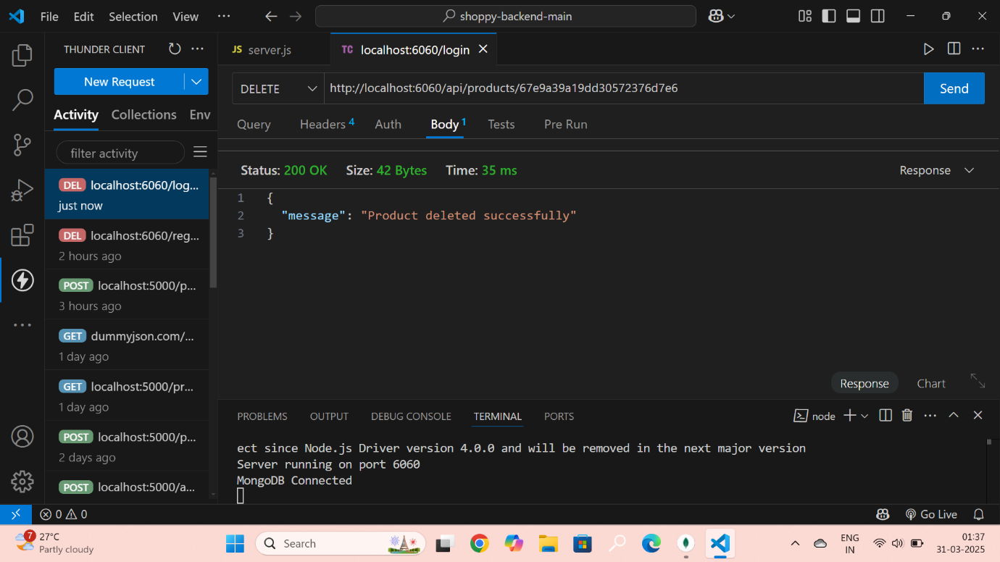 File Edit Selection View ··· shoppy-backend-main
THUNDER CLIENT ···
New Request
Activity Collections Env
filter activity
DEL localhost:6060/log...
just now
DEL localhost:6060/reg...
2 hours ago
POST localhost:5000/p...
3 hours ago
GET dummyjson.com/...
1 day ago
GET localhost:5000/pr...
1 day ago
POST localhost:5000/p...
2 days ago
POST localhost:5000/a...
JS server.js TC localhost:6060/login
DELETE http://localhost:6060/api/products/67e9a39a19dd30572376d7e6 Send
Query Headers 4 Auth Body 1 Tests Pre Run
Status: 200 OK Size: 42 Bytes Time: 35 ms Response
1 {
2 "message": "Product deleted successfully"
3 }
Response Chart
PROBLEMS OUTPUT DEBUG CONSOLE TERMINAL PORTS node
ect since Node.js Driver version 4.0.0 and will be removed in the next major version
Server running on port 6060
MongoDB Connected
0 0 Go Live
7 27°C
Partly cloudy
Search
ENG
IN
01:37
31-03-2025